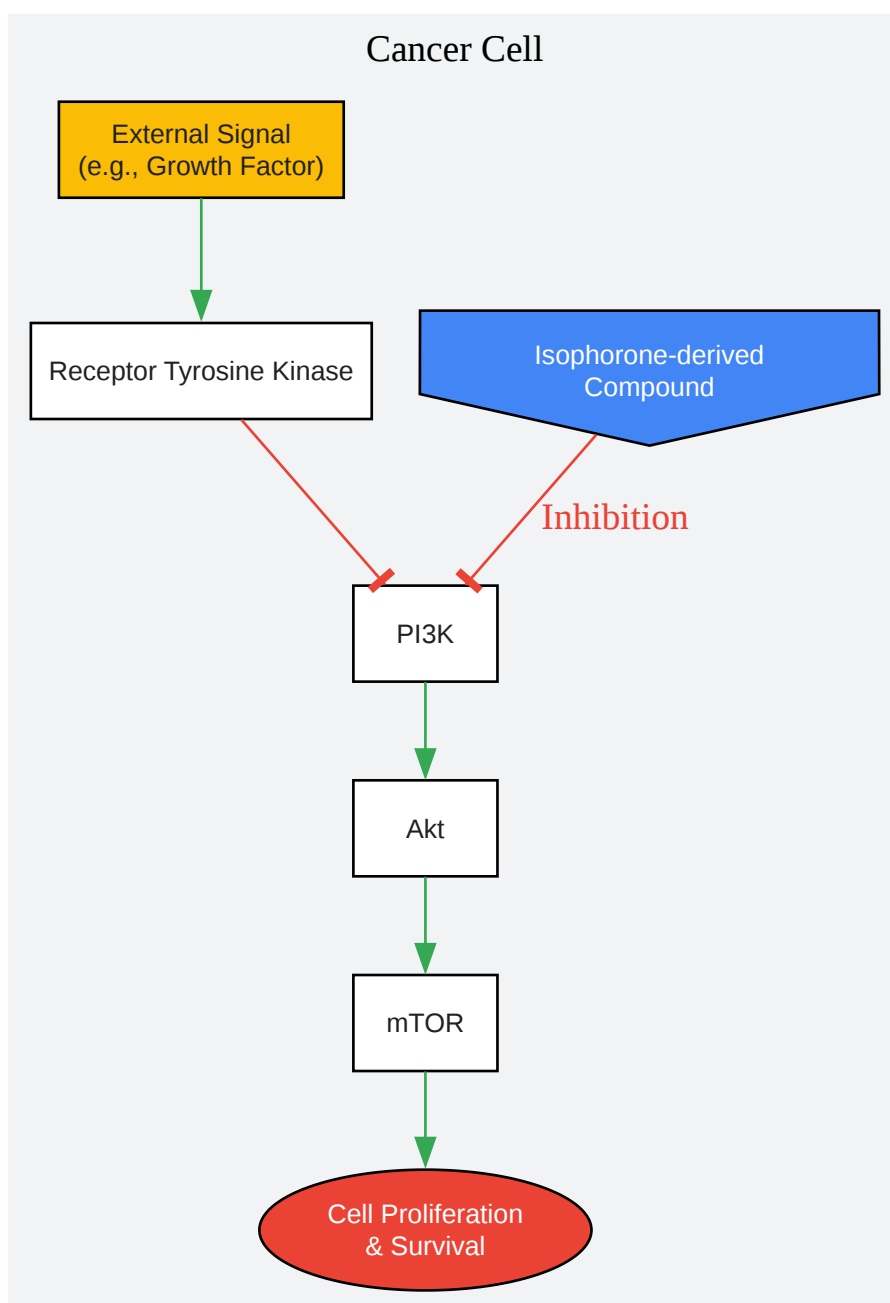 Cancer Cell
External Signal
(e.g., Growth Factor)
Receptor Tyrosine Kinase
Isophorone-derived
Compound
Inhibition
PI3K
Akt
mTOR
Cell Proliferation
& Survival